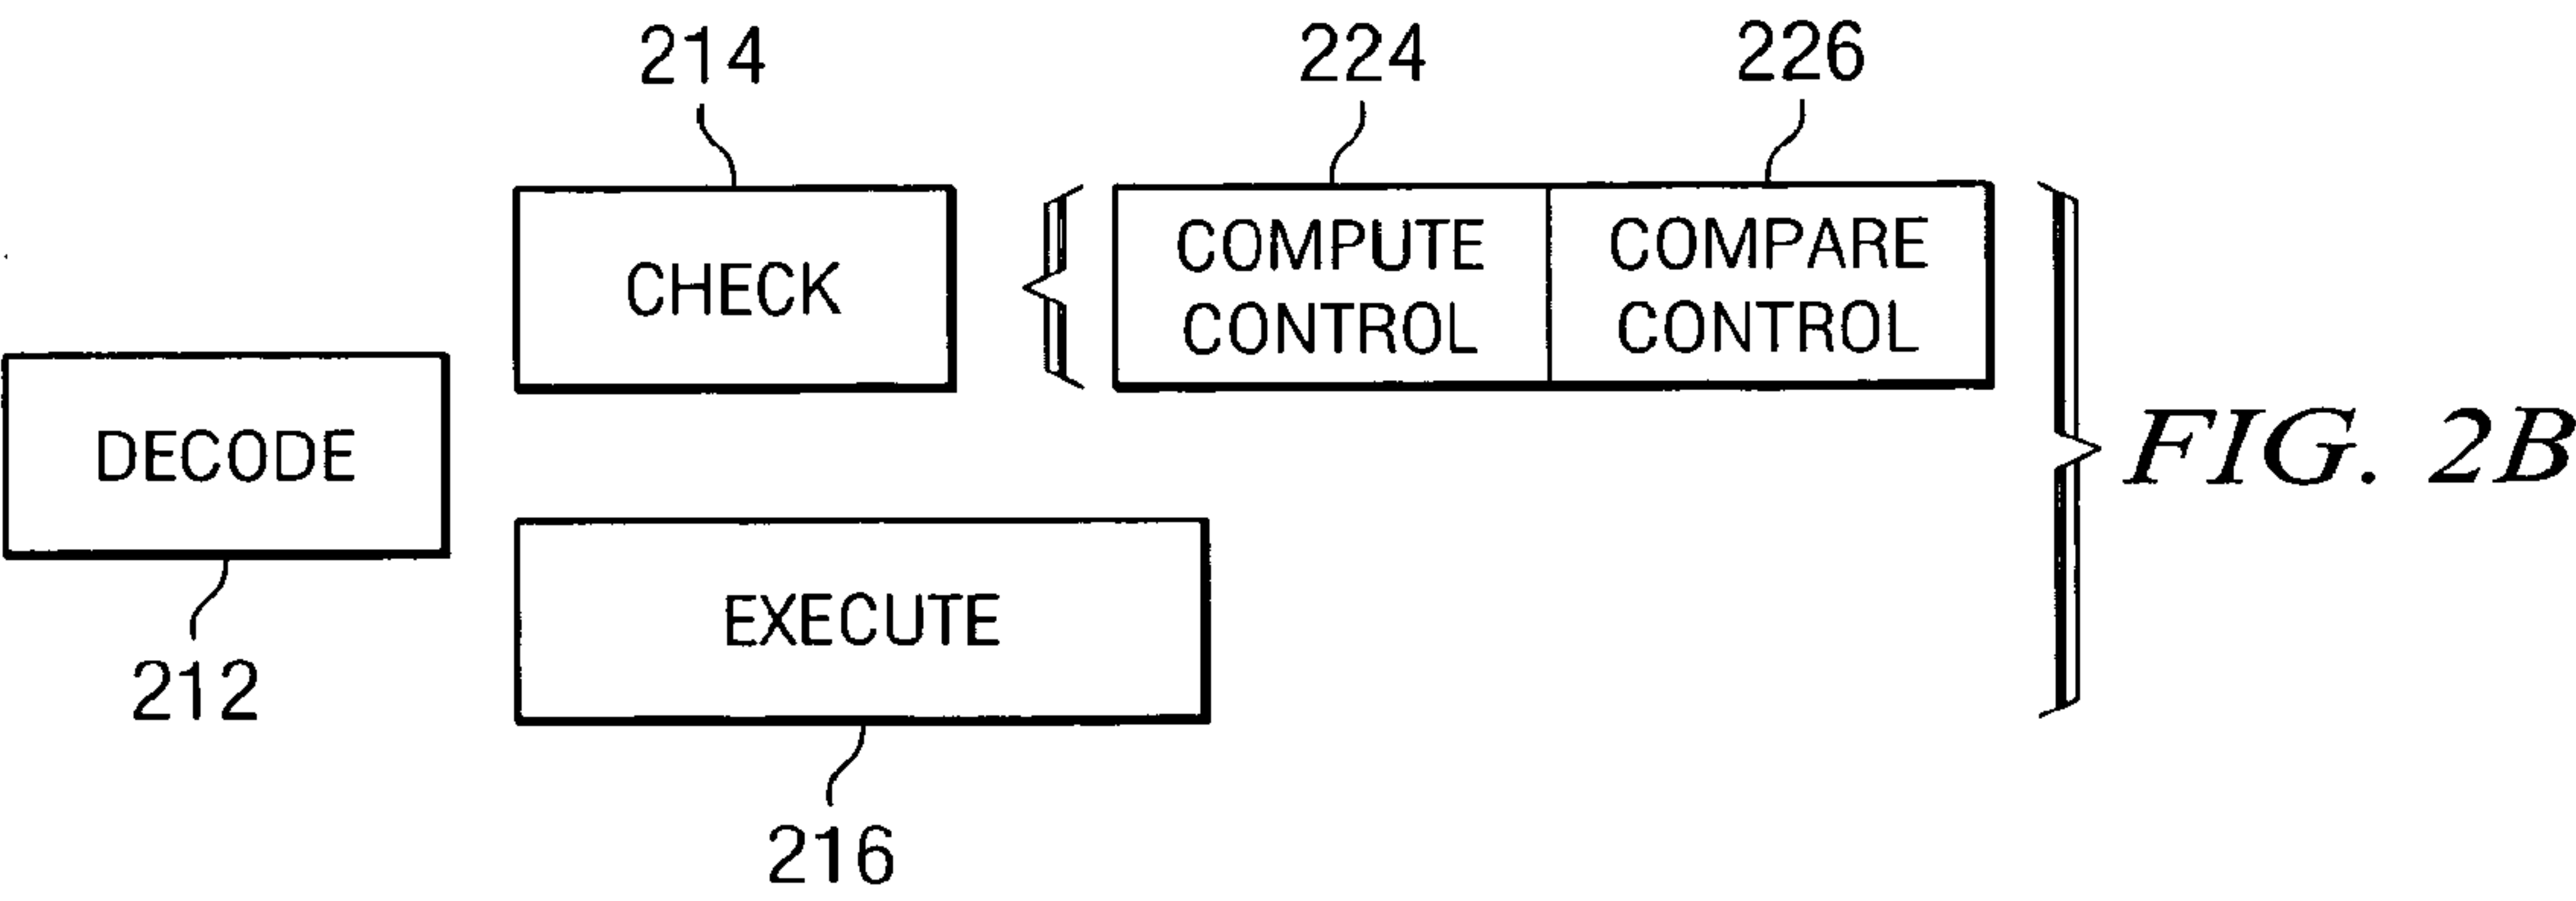 214
224
226
CHECK
COMPUTE
CONTROL
COMPARE
CONTROL
DECODE
FIG. 2B
EXECUTE
212
216